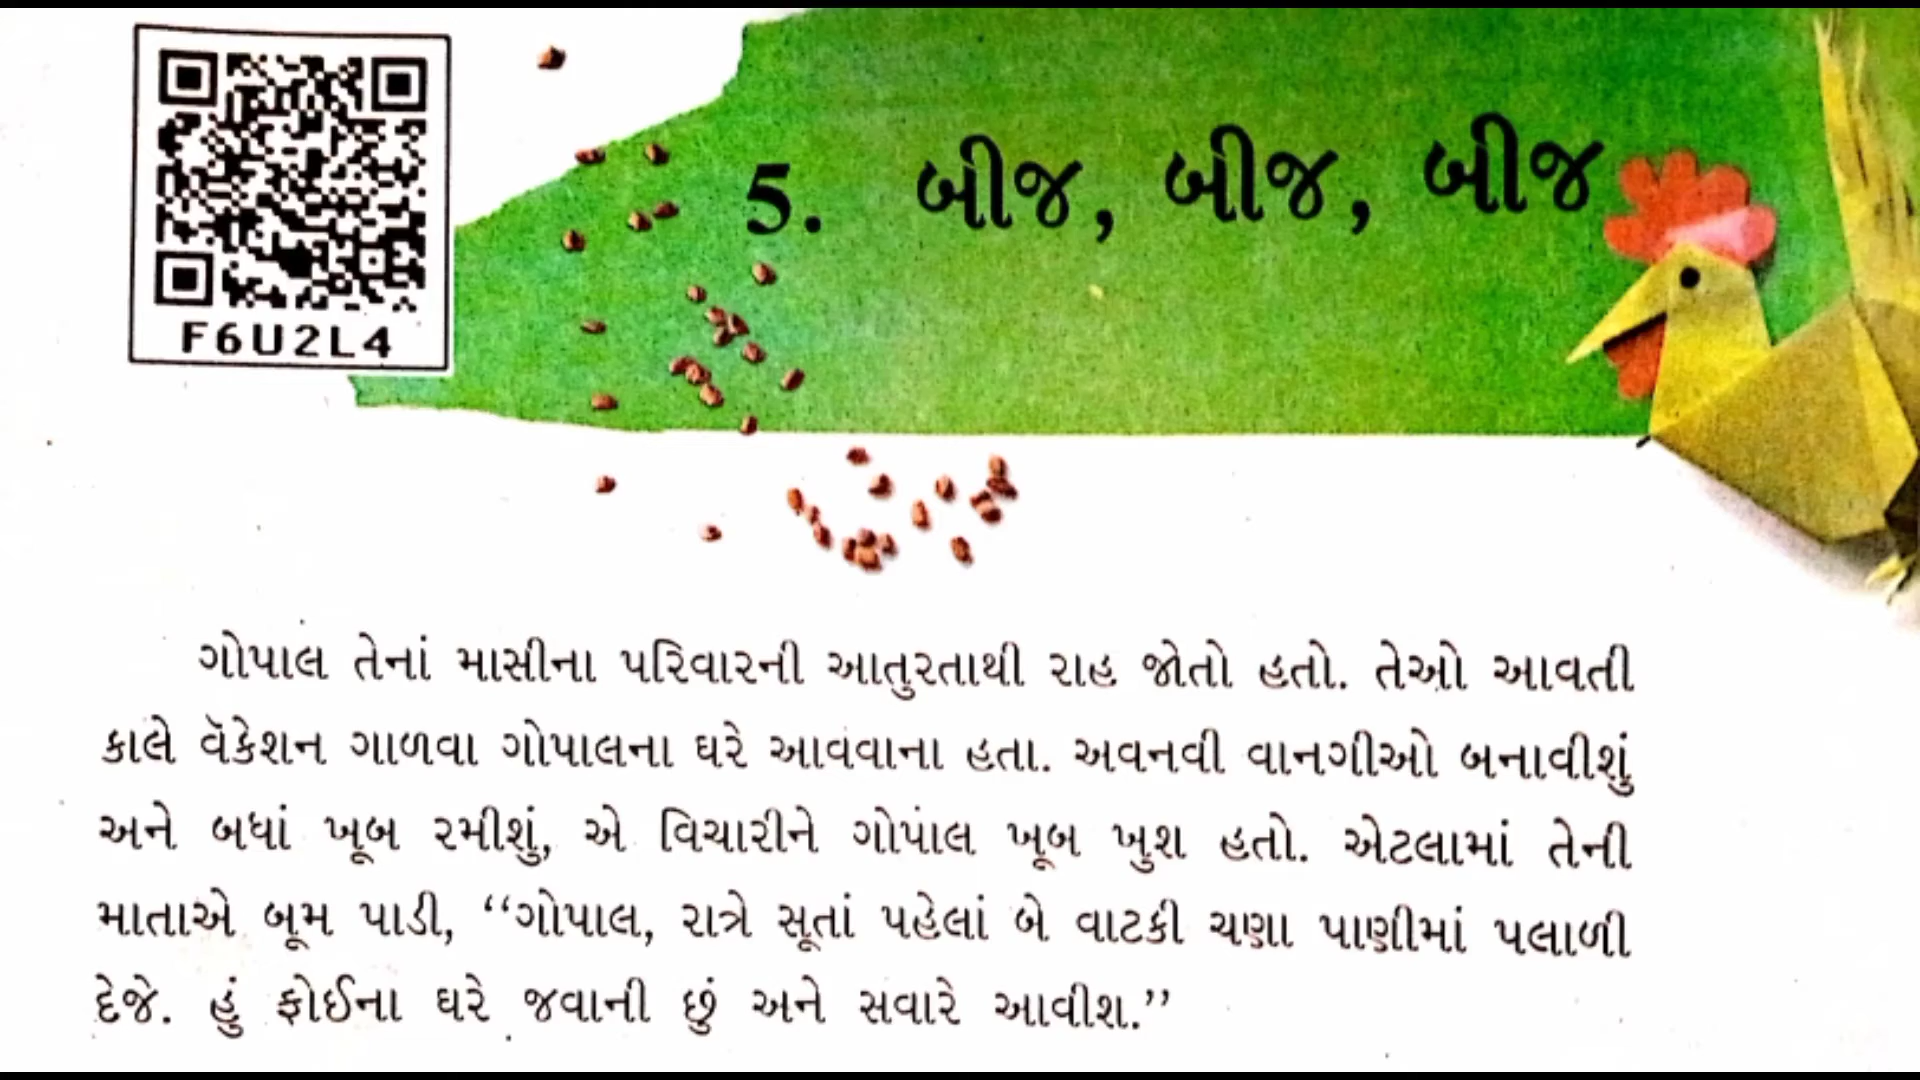 F6U2L4
5. બીજ, બીજ, બીજ
ગોપાલ તેનાં માસીના પરિવારની આતુરતાથી રાહ જોતો હતો. તેઓ આવતી
કાલે વૅકેશન ગાળવા ગોપાલના ઘરે આવવાના હતા. અવનવી વાનગીઓ બનાવીશું
અને બધાં ખૂબ રમીશું, એ વિચારીને ગોપાલ ખૂબ ખુશ હતો. એટલામાં તેની
માતાએ બૂમ પાડી, “ગોપાલ, રાત્રે સૂતાં પહેલાં બે વાટકી ચણા પાણીમાં પલાળી
દેજે. હું ફોઈના ઘરે જવાની છું અને સવારે આવીશ.”